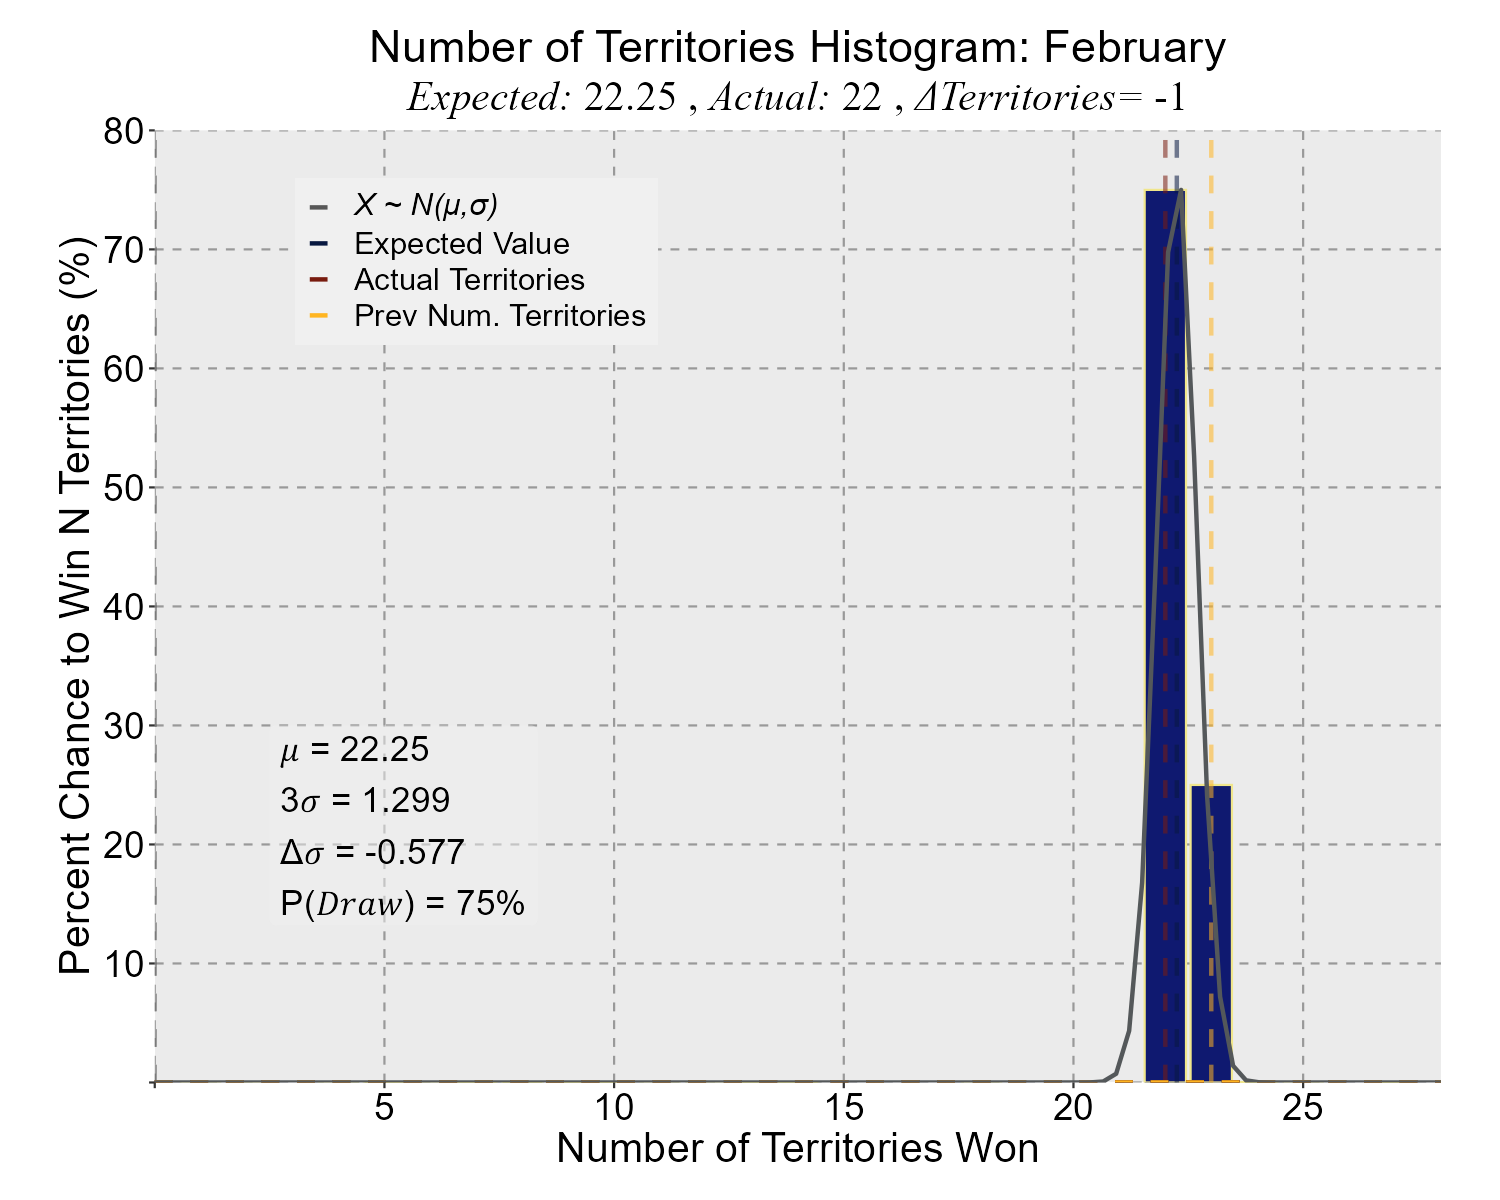 Number of Territories Histogram: February
Expected: 22.25 , Actual: 22 , ΔTerritories= -1
Percent Chance to Win N Territories (%)
80
70
60
50
40
30
20
10
X ~ N(μ,σ)
Expected Value
Actual Territories
Prev Num. Territories
μ = 22.25
3σ = 1.299
Δσ = -0.577
P(Draw) = 75%
5 10 15 20 25
Number of Territories Won